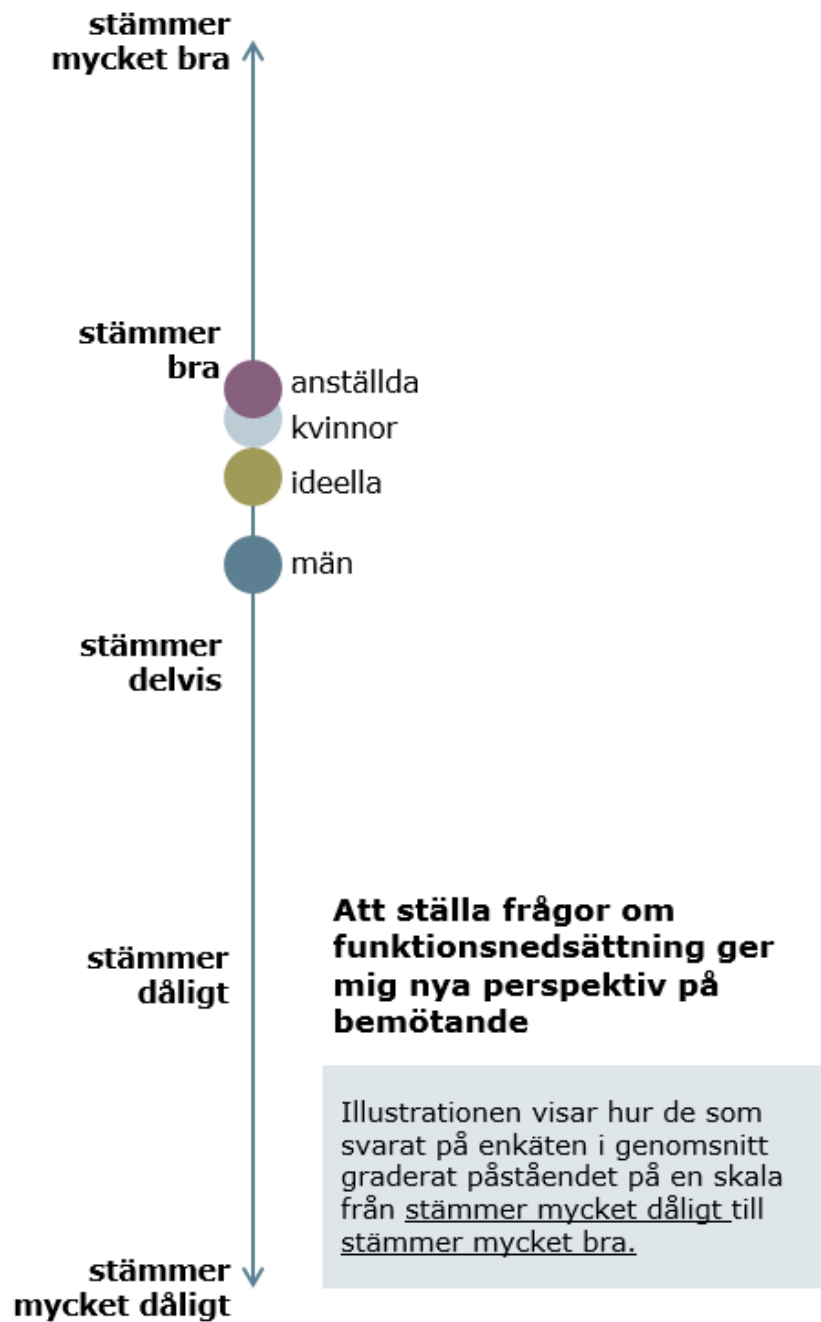 stämmer
mycket bra
stämmer
bra
anställda
kvinnor
ideella
män
stämmer
delvis
stämmer
dåligt
Att ställa frågor om
funktionsnedsättning ger
mig nya perspektiv på
bemötande
Illustrationen visar hur de som
svarat på enkäten i genomsnitt
graderat påståendet på en skala
från stämmer mycket dåligt till
stämmer mycket bra.
stämmer
mycket dåligt